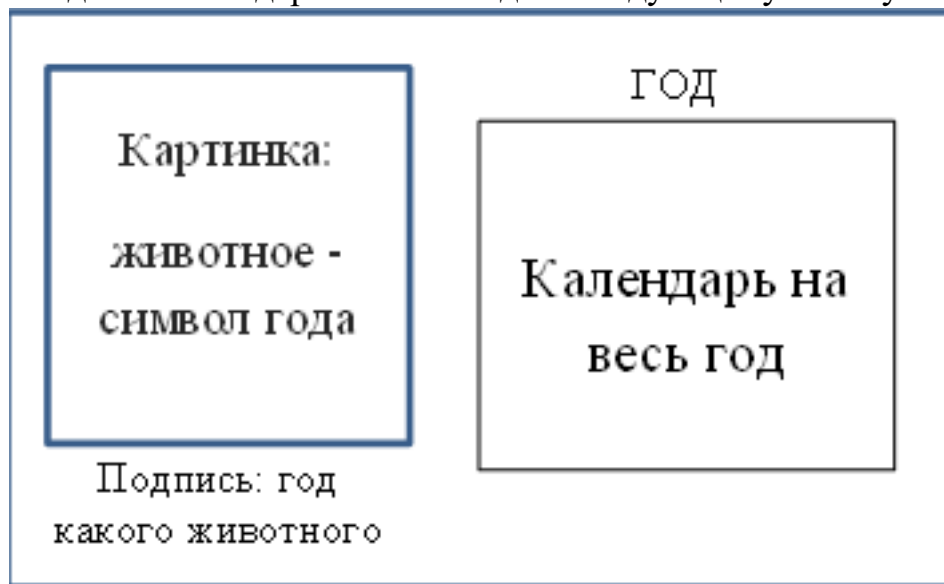 Картинка:
животное -
символ года
Подпись: год
какого животного
ГОД
Календарь на
весь год